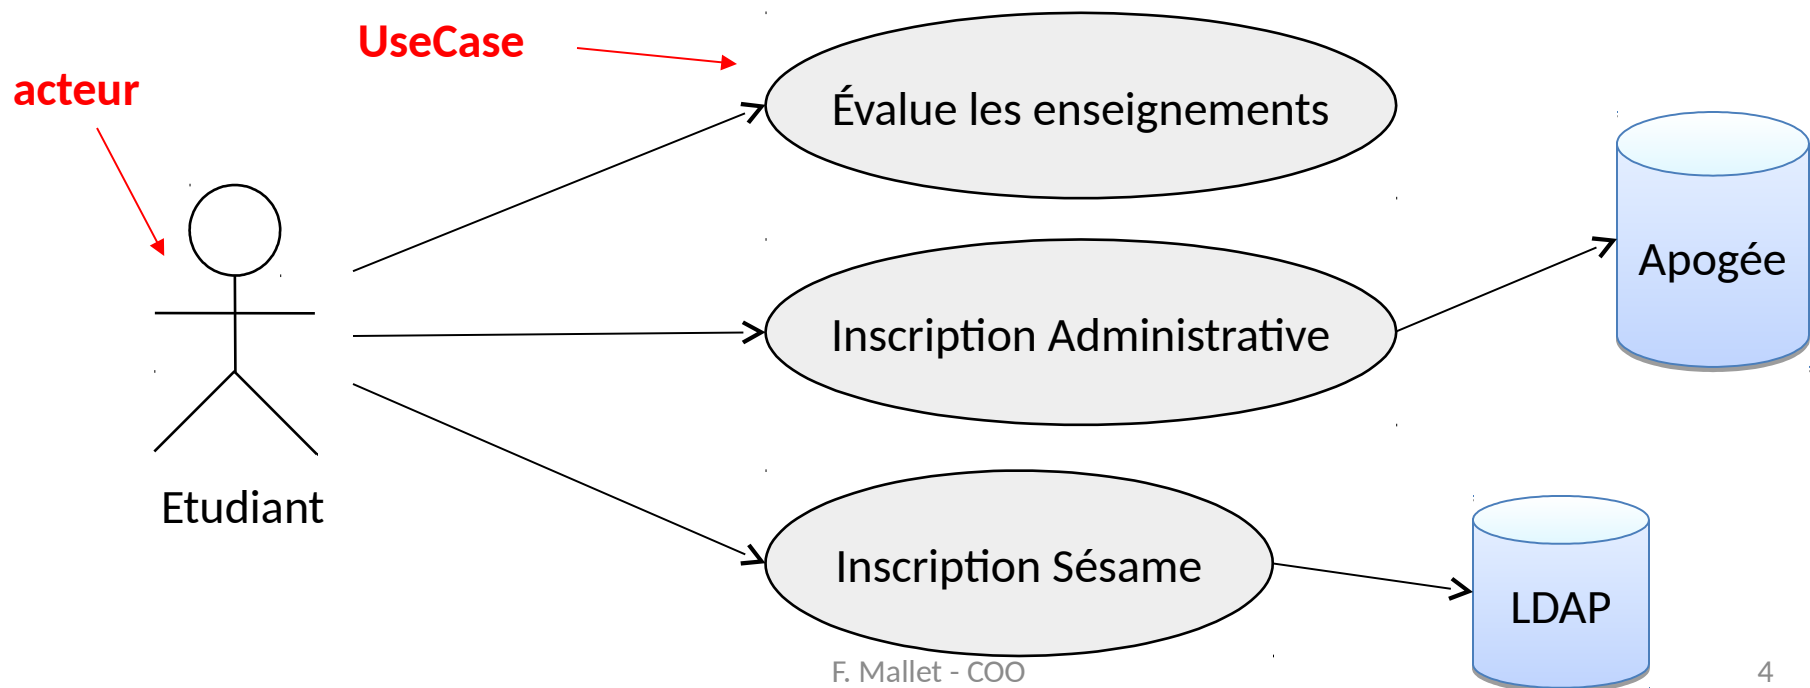 UseCase
acteur
Évalue les enseignements
Apogée
Inscription Administrative
Etudiant
Inscription Sésame
LDAP
F. Mallet - COO
4